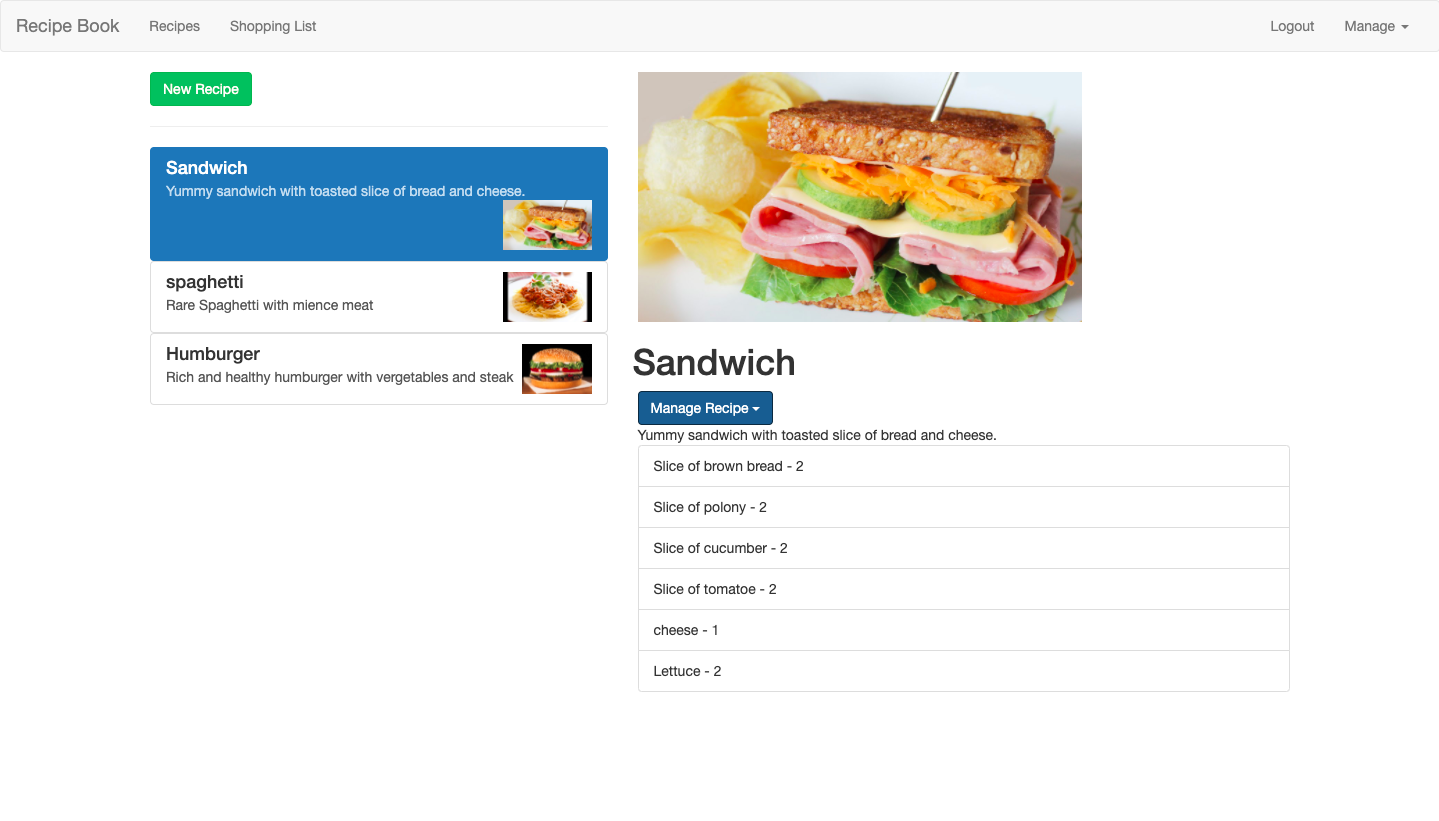 Recipe Book Recipes Shopping List Logout Manage
New Recipe
Sandwich
Yummy sandwich with toasted slice of bread and cheese.
spaghetti
Rare Spaghetti with mience meat
Humburger
Rich and healthy humburger with vergetables and steak
Sandwich
Manage Recipe
Yummy sandwich with toasted slice of bread and cheese.
Slice of brown bread - 2
Slice of polony - 2
Slice of cucumber - 2
Slice of tomatoe - 2
cheese - 1
Lettuce - 2